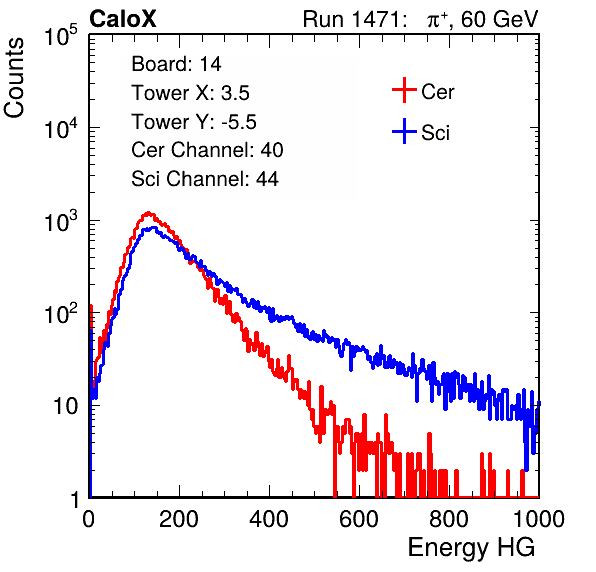 CaloX Run 1471: π⁺, 60 GeV
Counts
10⁵
10⁴
10³
10²
10
1
Board: 14
Tower X: 3.5
Tower Y: -5.5
Cer Channel: 40
Sci Channel: 44
Cer
Sci
0 200 400 600 800 1000
Energy HG